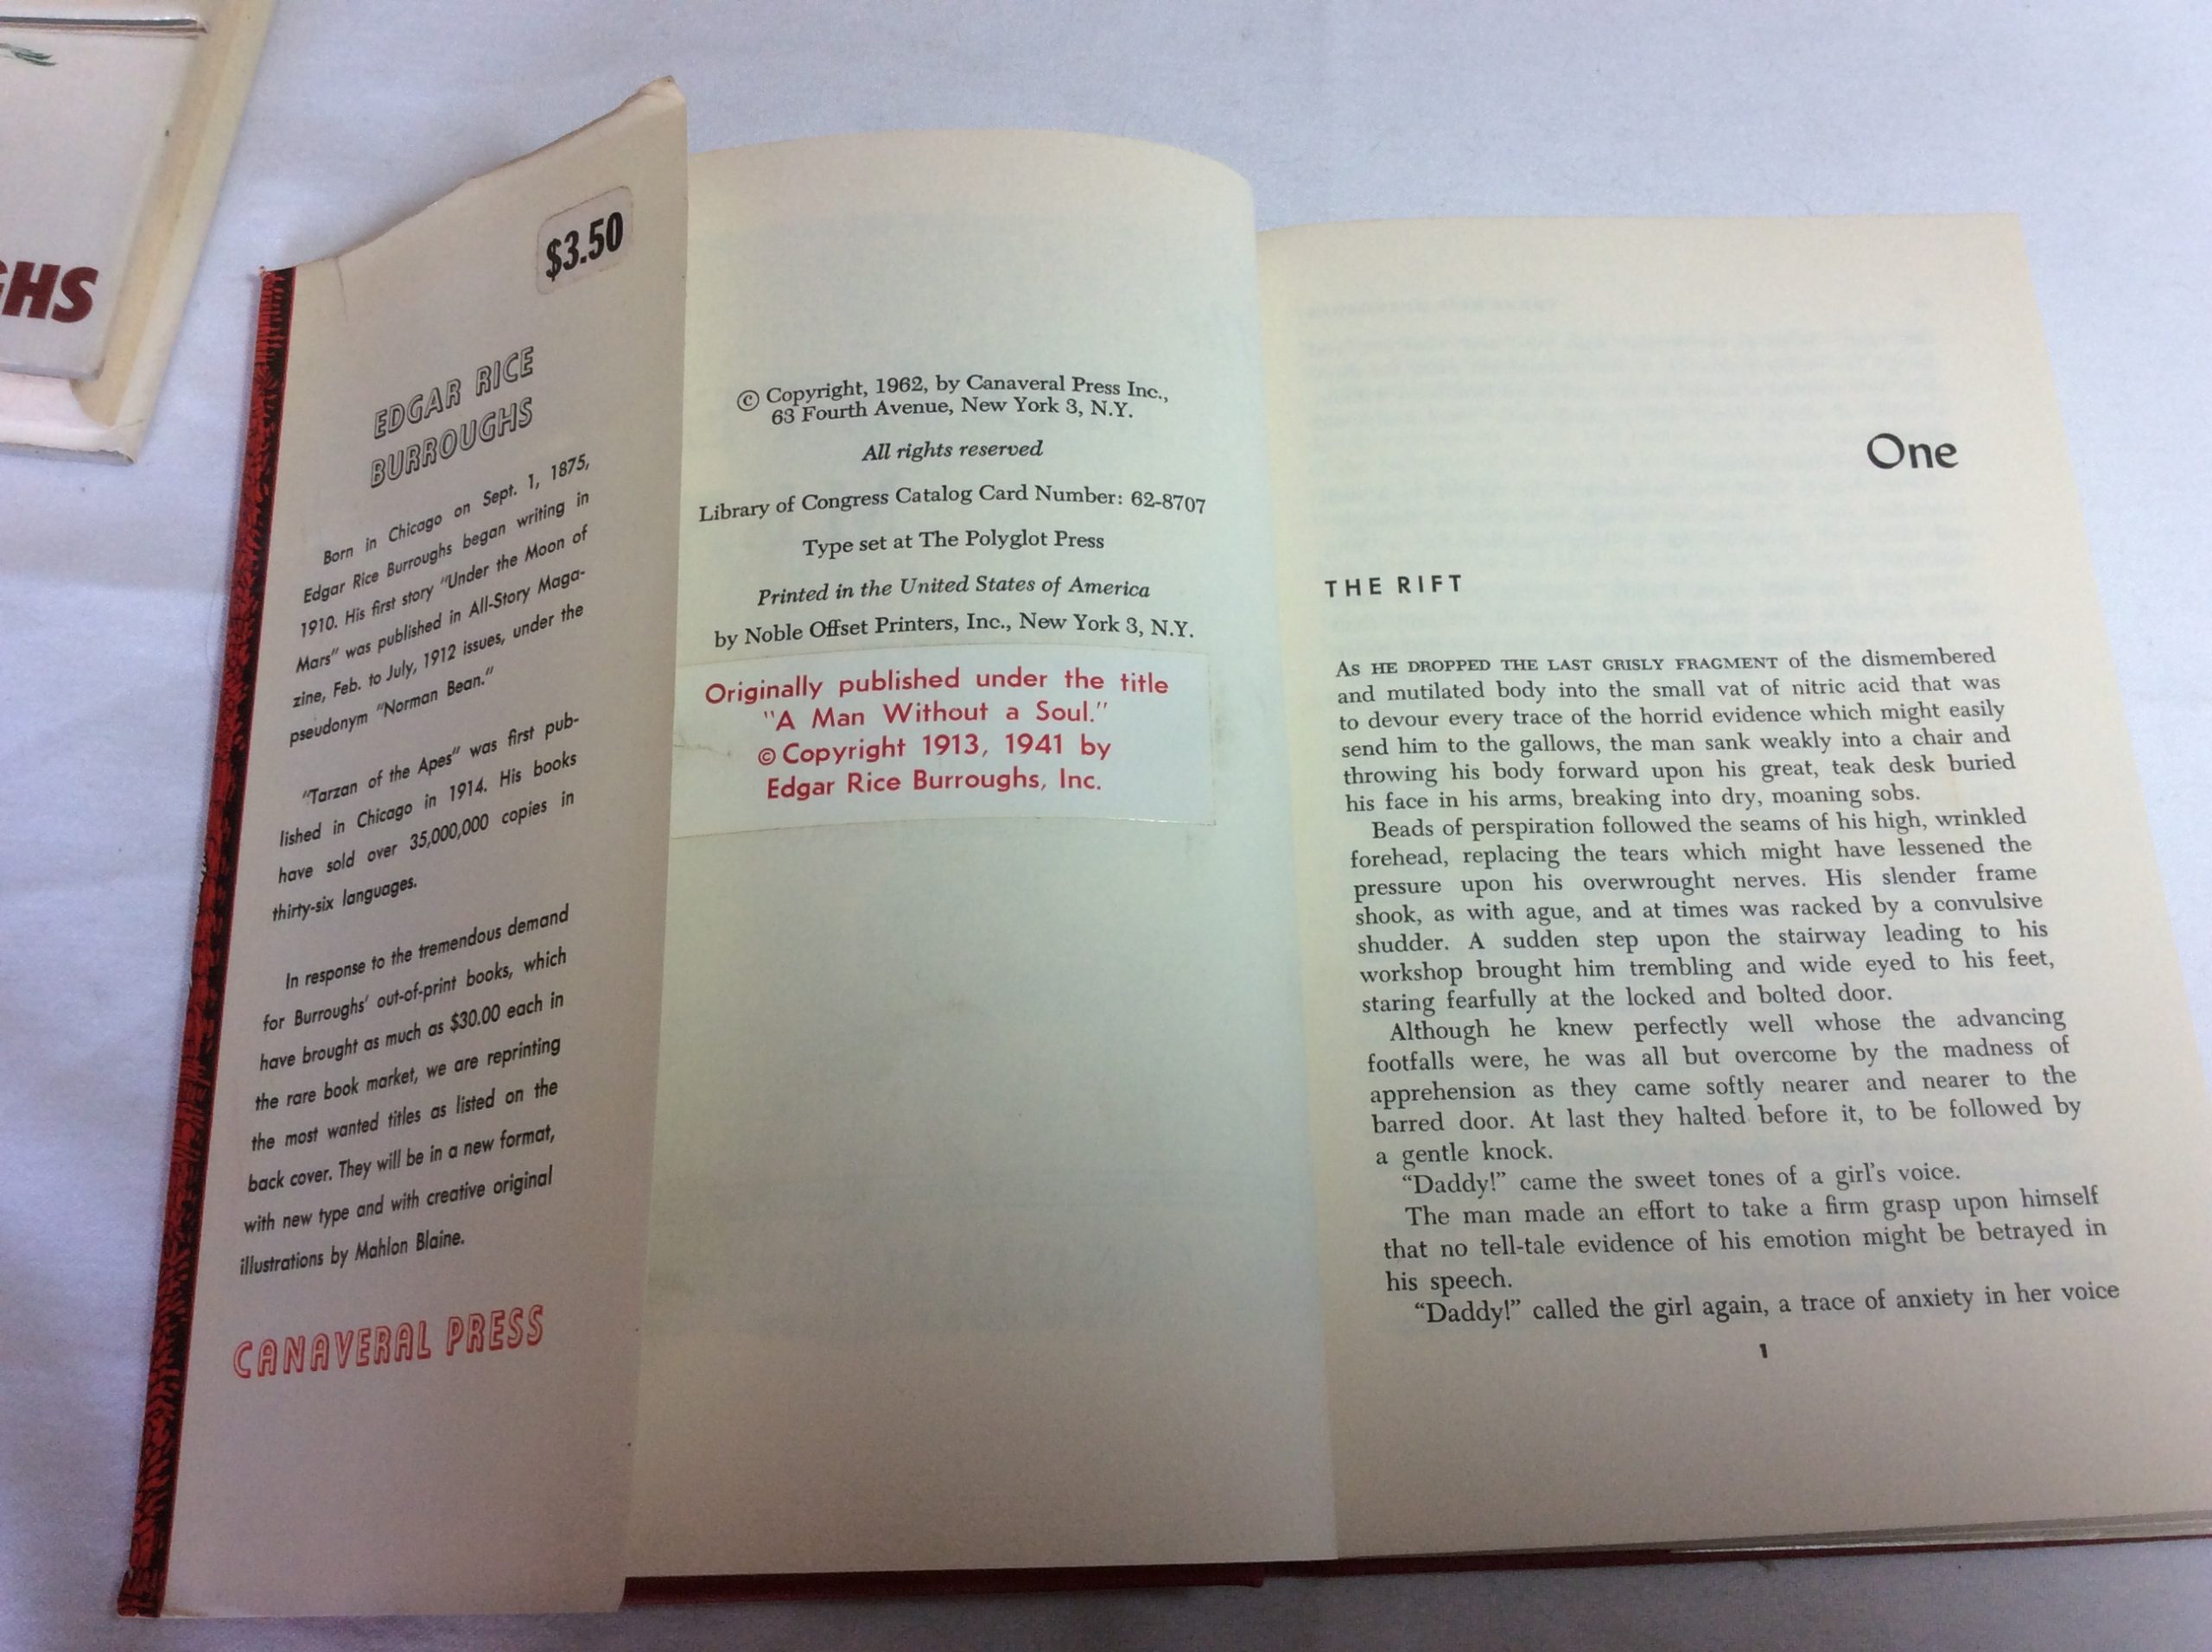 GHS
$3.50
EDGAR RICE
BURROUGHS
Born in Chicago on Sept. 1, 1875,
Edgar Rice Burroughs began writing in
1910. His first story "Under the Moon of
Mars" was published in All-Story Maga-
zine, Feb. to July, 1912 issues, under the
pseudonym "Norman Bean."
"Tarzan of the Apes" was first pub-
lished in Chicago in 1914. His books
have sold over 35,000,000 copies in
thirty-six languages.
In response to the tremendous demand
for Burroughs' out-of-print books, which
have brought as much as $30.00 each in
the rare book market, we are reprinting
the most wanted titles as listed on the
back cover. They will be in a new format,
with new type and with creative original
illustrations by Mahlon Blaine.
CANAVERAL PRESS
© Copyright, 1962, by Canaveral Press Inc.,
63 Fourth Avenue, New York 3, N.Y.
All rights reserved
Library of Congress Catalog Card Number: 62-8707
Type set at The Polyglot Press
Printed in the United States of America
by Noble Offset Printers, Inc., New York 3, N.Y.
Originally published under the title
"A Man Without a Soul."
© Copyright 1913, 1941 by
Edgar Rice Burroughs, Inc.
One
THE RIFT
As HE DROPPED THE LAST GRISLY FRAGMENT of the dismembered
and mutilated body into the small vat of nitric acid that was
to devour every trace of the horrid evidence which might easily
send him to the gallows, the man sank weakly into a chair and
throwing his body forward upon his great, teak desk buried
his face in his arms, breaking into dry, moaning sobs.
Beads of perspiration followed the seams of his high, wrinkled
forehead, replacing the tears which might have lessened the
pressure upon his overwrought nerves. His slender frame
shook, as with ague, and at times was racked by a convulsive
shudder. A sudden step upon the stairway leading to his
workshop brought him trembling and wide eyed to his feet,
staring fearfully at the locked and bolted door.
Although he knew perfectly well whose the advancing
footfalls were, he was all but overcome by the madness of
apprehension as they came softly nearer and nearer to the
barred door. At last they halted before it, to be followed by
a gentle knock.
“Daddy!” came the sweet tones of a girl's voice.
The man made an effort to take a firm grasp upon himself
that no tell-tale evidence of his emotion might be betrayed in
his speech.
“Daddy!” called the girl again, a trace of anxiety in her voice
1